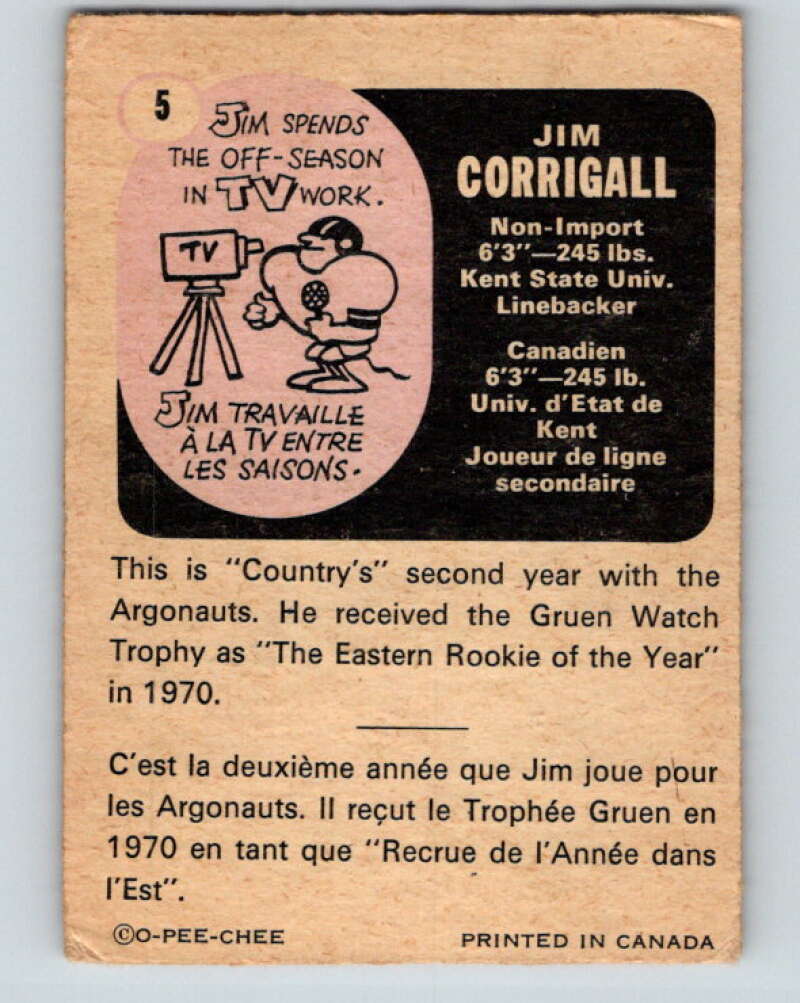 5
JIM SPENDS
THE OFF-SEASON
IN TV WORK.
TV
JIM TRAVAILLE
À LA TV ENTRE
LES SAISONS.
JIM
CORRIGALL
Non-Import
6'3"—245 lbs.
Kent State Univ.
Linebacker
Canadien
6'3"—245 lb.
Univ. d'Etat de
Kent
Joueur de ligne
secondaire
This is "Country's" second year with the
Argonauts. He received the Gruen Watch
Trophy as "The Eastern Rookie of the Year"
in 1970.
C'est la deuxième année que Jim joue pour
les Argonauts. Il reçut le Trophée Gruen en
1970 en tant que "Recrue de l'Année dans
l'Est".
©O-PEE-CHEE
PRINTED IN CANADA